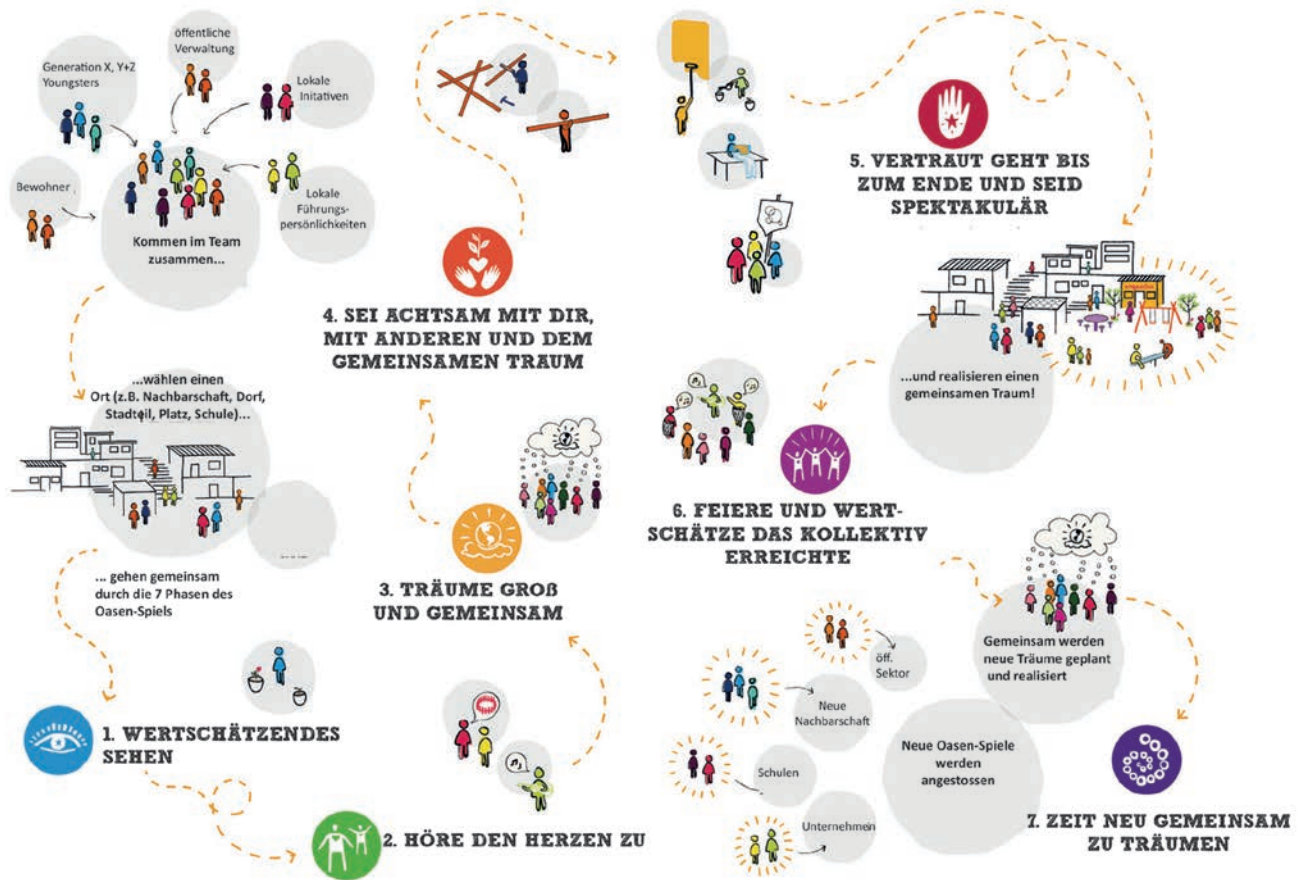 öffentliche
Verwaltung
Generation X, Y+Z
Youngsters
Lokale
Initativen
Bewohner
Lokale
Führungs-
persönlichkeiten
Kommen im Team
zusammen...
...wählen einen
Ort (z.B. Nachbarschaft, Dorf,
Stadtteil, Platz, Schule)...
... gehen gemeinsam
durch die 7 Phasen des
Oasen-Spiels
1. WERTSCHÄTZENDES
SEHEN
2. HÖRE DEN HERZEN ZU
3. TRÄUME GROß
UND GEMEINSAM
4. SEI ACHTSAM MIT DIR,
MIT ANDEREN UND DEM
GEMEINSAMEN TRAUM
5. VERTRAUT GEHT BIS
ZUM ENDE UND SEID
SPEKTAKULÄR
...und realisieren einen
gemeinsamen Traum!
6. FEIERE UND WERT-
SCHÄTZE DAS KOLLEKTIV
ERREICHTE
Gemeinsam werden
neue Träume geplant
und realisiert
öff.
Sektor
Neue
Nachbarschaft
Schulen
Unternehmen
Neue Oasen-Spiele
werden
angestossen
7. ZEIT NEU GEMEINSAM
ZU TRÄUMEN